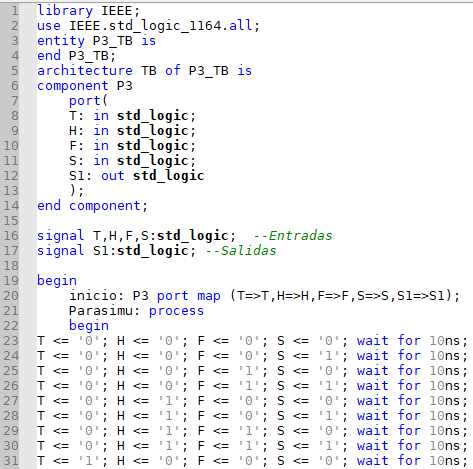 1 library IEEE;
2 use IEEE.std_logic_1164.all;
3 entity P3_TB is
4 end P3_TB;
5 architecture TB of P3_TB is
6 component P3
7     port(
8     T: in std_logic;
9     H: in std_logic;
10     F: in std_logic;
11     S: in std_logic;
12     S1: out std_logic
13     );
14 end component;
15
16 signal T,H,F,S:std_logic;  --Entradas
17 signal S1:std_logic; --Salidas
18
19 begin
20     inicio: P3 port map (T=>T,H=>H,F=>F,S=>S,S1=>S1);
21     Parasimu: process
22     begin
23 T <= '0'; H <= '0'; F <= '0'; S <= '0'; wait for 10ns;
24 T <= '0'; H <= '0'; F <= '0'; S <= '1'; wait for 10ns;
25 T <= '0'; H <= '0'; F <= '1'; S <= '0'; wait for 10ns;
26 T <= '0'; H <= '0'; F <= '1'; S <= '1'; wait for 10ns;
27 T <= '0'; H <= '1'; F <= '0'; S <= '0'; wait for 10ns;
28 T <= '0'; H <= '1'; F <= '0'; S <= '1'; wait for 10ns;
29 T <= '0'; H <= '1'; F <= '1'; S <= '0'; wait for 10ns;
30 T <= '0'; H <= '1'; F <= '1'; S <= '1'; wait for 10ns;
31 T <= '1'; H <= '0'; F <= '0'; S <= '0'; wait for 10ns;